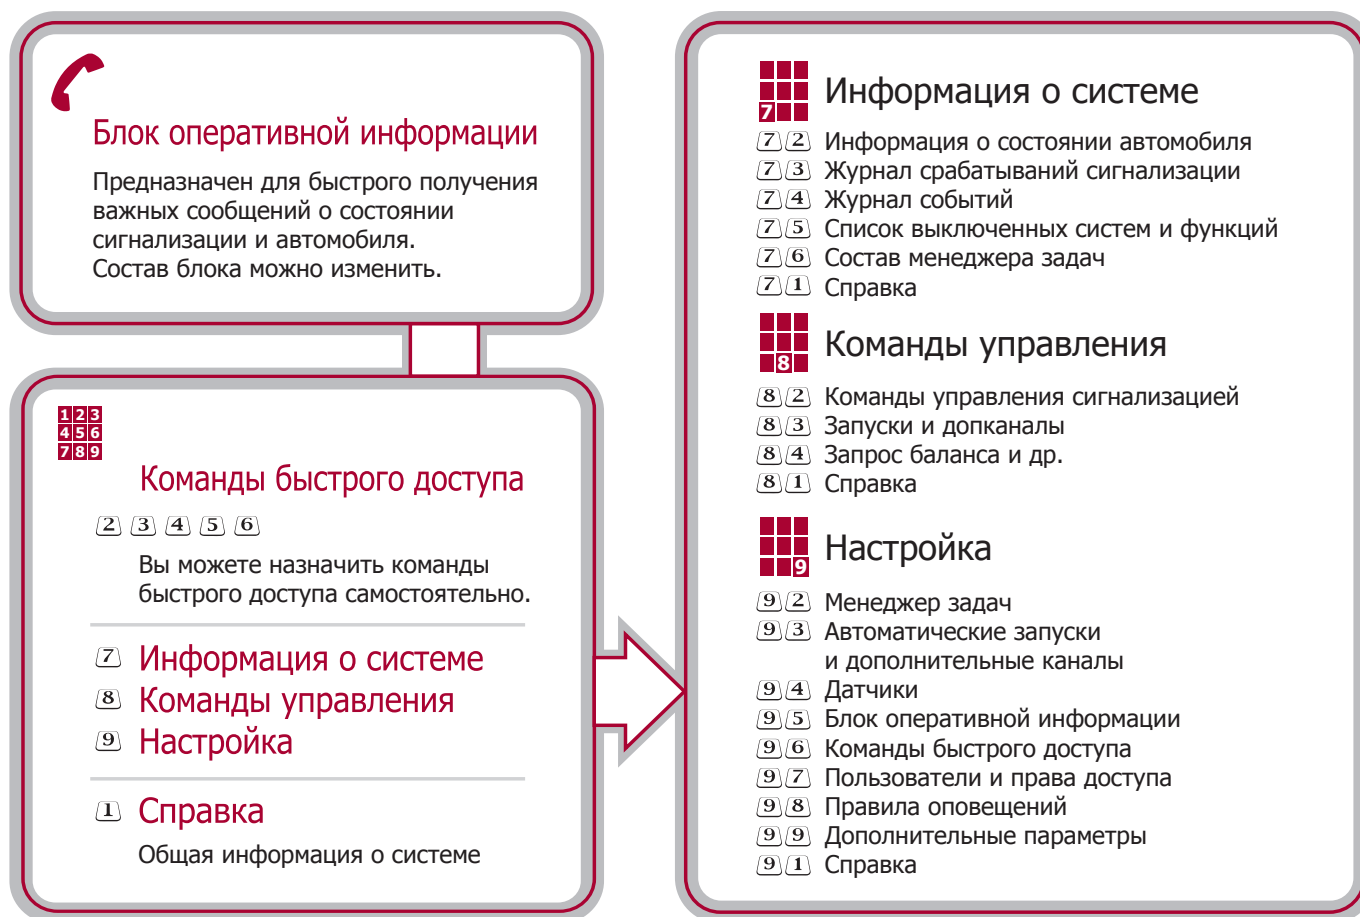 Блок оперативной информации
Предназначен для быстрого получения
важных сообщений о состоянии
сигнализации и автомобиля.
Состав блока можно изменить.
1 2 3
4 5 6
7 8 9
Команды быстрого доступа
2 3 4 5 6
Вы можете назначить команды
быстрого доступа самостоятельно.
7 Информация о системе
8 Команды управления
9 Настройка
1 Справка
Общая информация о системе
7 Информация о системе
7 2 Информация о состоянии автомобиля
7 3 Журнал срабатываний сигнализации
7 4 Журнал событий
7 5 Список выключенных систем и функций
7 6 Состав менеджера задач
7 1 Справка
8 Команды управления
8 2 Команды управления сигнализацией
8 3 Запуски и допканалы
8 4 Запрос баланса и др.
8 1 Справка
9 Настройка
9 2 Менеджер задач
9 3 Автоматические запуски
и дополнительные каналы
9 4 Датчики
9 5 Блок оперативной информации
9 6 Команды быстрого доступа
9 7 Пользователи и права доступа
9 8 Правила оповещений
9 9 Дополнительные параметры
9 1 Справка